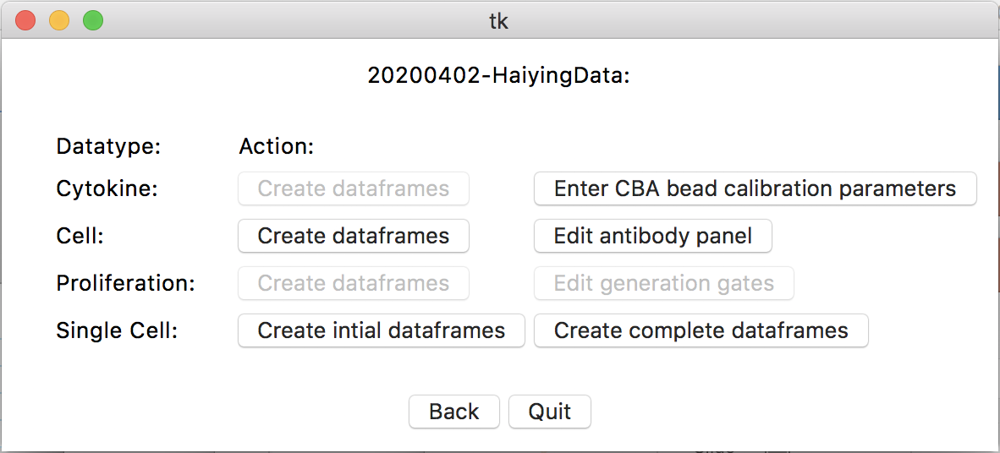 tk
20200402-HaiyingData:
Datatype: Action:
Cytokine: Create dataframes Enter CBA bead calibration parameters
Cell: Create dataframes Edit antibody panel
Proliferation: Create dataframes Edit generation gates
Single Cell: Create intial dataframes Create complete dataframes
Back Quit